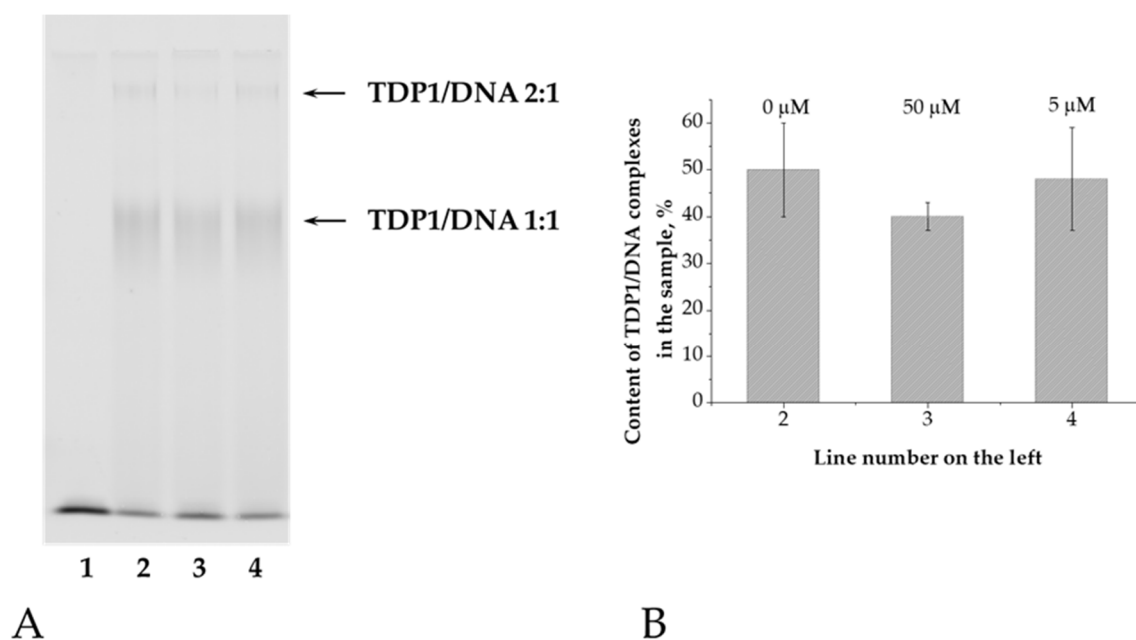 TDP1/DNA 2:1
TDP1/DNA 1:1
1 2 3 4
A
Content of TDP1/DNA complexes
in the sample, %
60
50
40
30
20
10
0
0 μM 50 μM 5 μM
2 3 4
Line number on the left
B